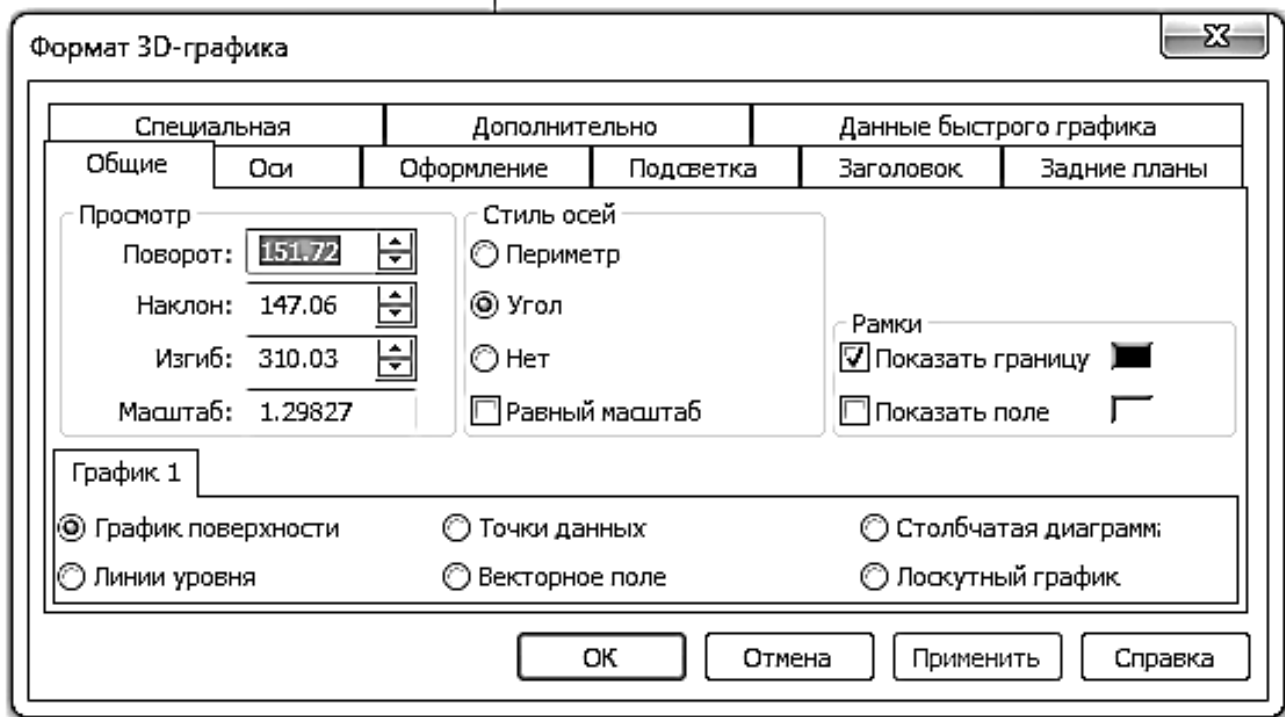 Формат 3D-графика
Специальная Дополнительно Данные быстрого графика
Общие Оси Оформление Подсветка Заголовок Задние планы
Просмотр Стиль осей
Поворот: 151.72 Периметр
Наклон: 147.06 Угол
Рамки
Изгиб: 310.03 Нет Показать границу
Масштаб: 1.29827 Равный масштаб Показать поле
График 1
График поверхности Точки данных Столбчатая диаграмм
Линии уровня Векторное поле Лоскутный график
ОК Отмена Применить Справка